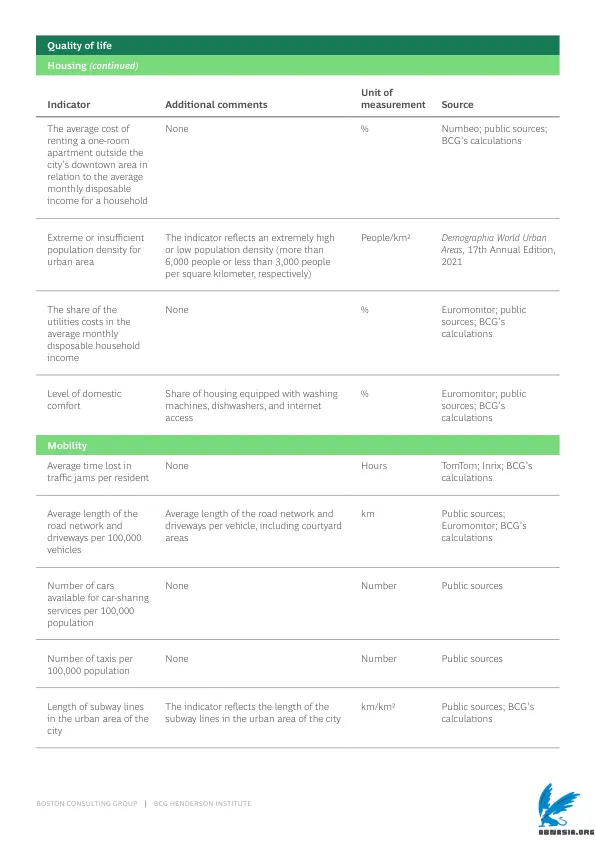 Quality of life
Housing (continued)
Indicator
Additional comments
Unit of
measurement
Source
The average cost of
renting a one-room
apartment outside the
city's downtown area in
relation to the average
monthly disposable
income for a household
None
%
Numbeo; public sources;
BCG's calculations
Extreme or insufficient
population density for
urban area
The indicator reflects an extremely high
or low population density (more than
6,000 people or less than 3,000 people
per square kilometer, respectively)
People/km²
Demographia World Urban
Areas, 17th Annual Edition,
2021
The share of the
utilities costs in the
average monthly
disposable household
income
None
%
Euromonitor; public
sources; BCG's
calculations
Level of domestic
comfort
Share of housing equipped with washing
machines, dishwashers, and internet
access
%
Euromonitor; public
sources; BCG's
calculations
Mobility
Average time lost in
traffic jams per resident
None
Hours
TomTom; Inrix; BCG's
calculations
Average length of the
road network and
driveways per 100,000
vehicles
Average length of the road network and
driveways per vehicle, including courtyard
areas
km
Public sources;
Euromonitor; BCG's
calculations
Number of cars
available for car-sharing
services per 100,000
population
None
Number
Public sources
Number of taxis per
100,000 population
None
Number
Public sources
Length of subway lines
in the urban area of the
city
The indicator reflects the length of the
subway lines in the urban area of the city
km/km²
Public sources; BCG's
calculations
BOSTON CONSULTING GROUP | BCG HENDERSON INSTITUTE
ABNASIA.ORG